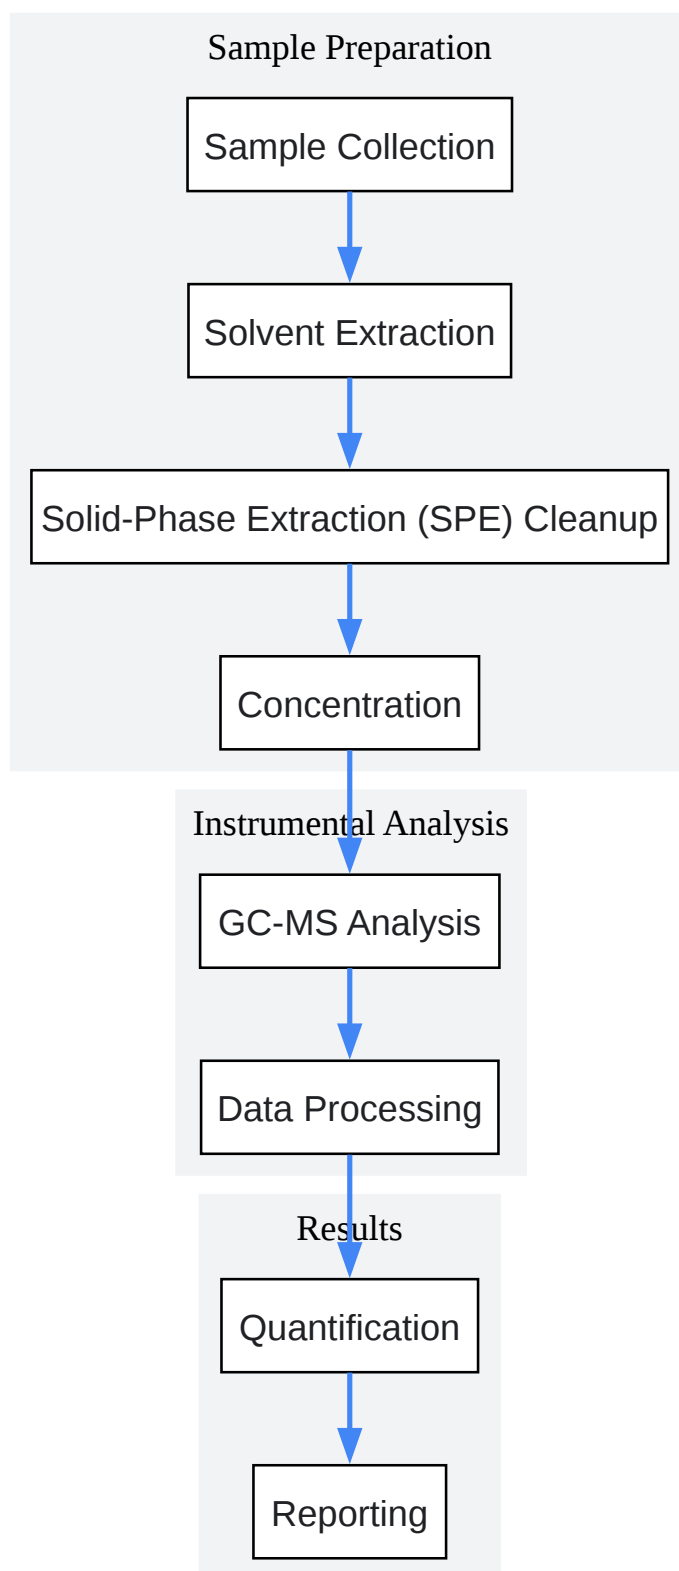 Sample Preparation
Sample Collection
Solvent Extraction
Solid-Phase Extraction (SPE) Cleanup
Concentration
Instrumental Analysis
GC-MS Analysis
Data Processing
Results
Quantification
Reporting